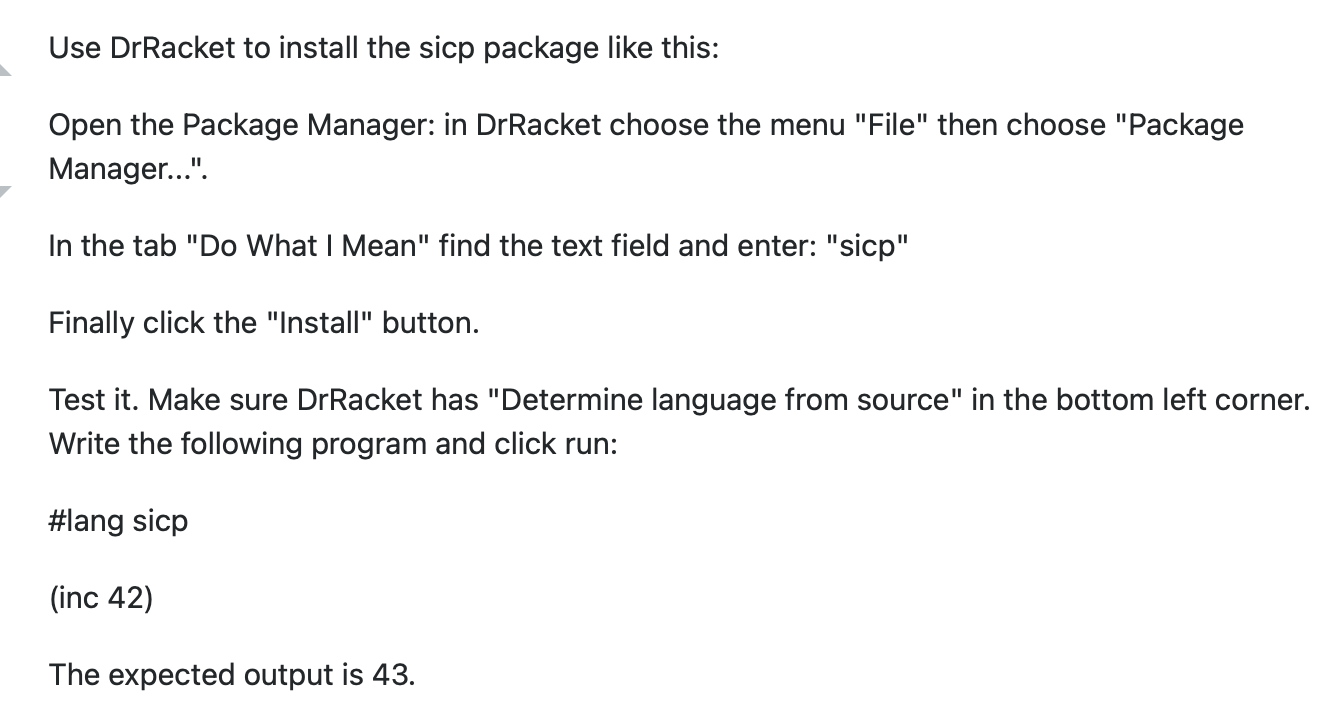 Use DrRacket to install the sicp package like this:
Open the Package Manager: in DrRacket choose the menu "File" then choose "Package
Manager...".
In the tab "Do What I Mean" find the text field and enter: "sicp"
Finally click the "Install" button.
Test it. Make sure DrRacket has "Determine language from source" in the bottom left corner.
Write the following program and click run:
#lang sicp
(inc 42)
The expected output is 43.